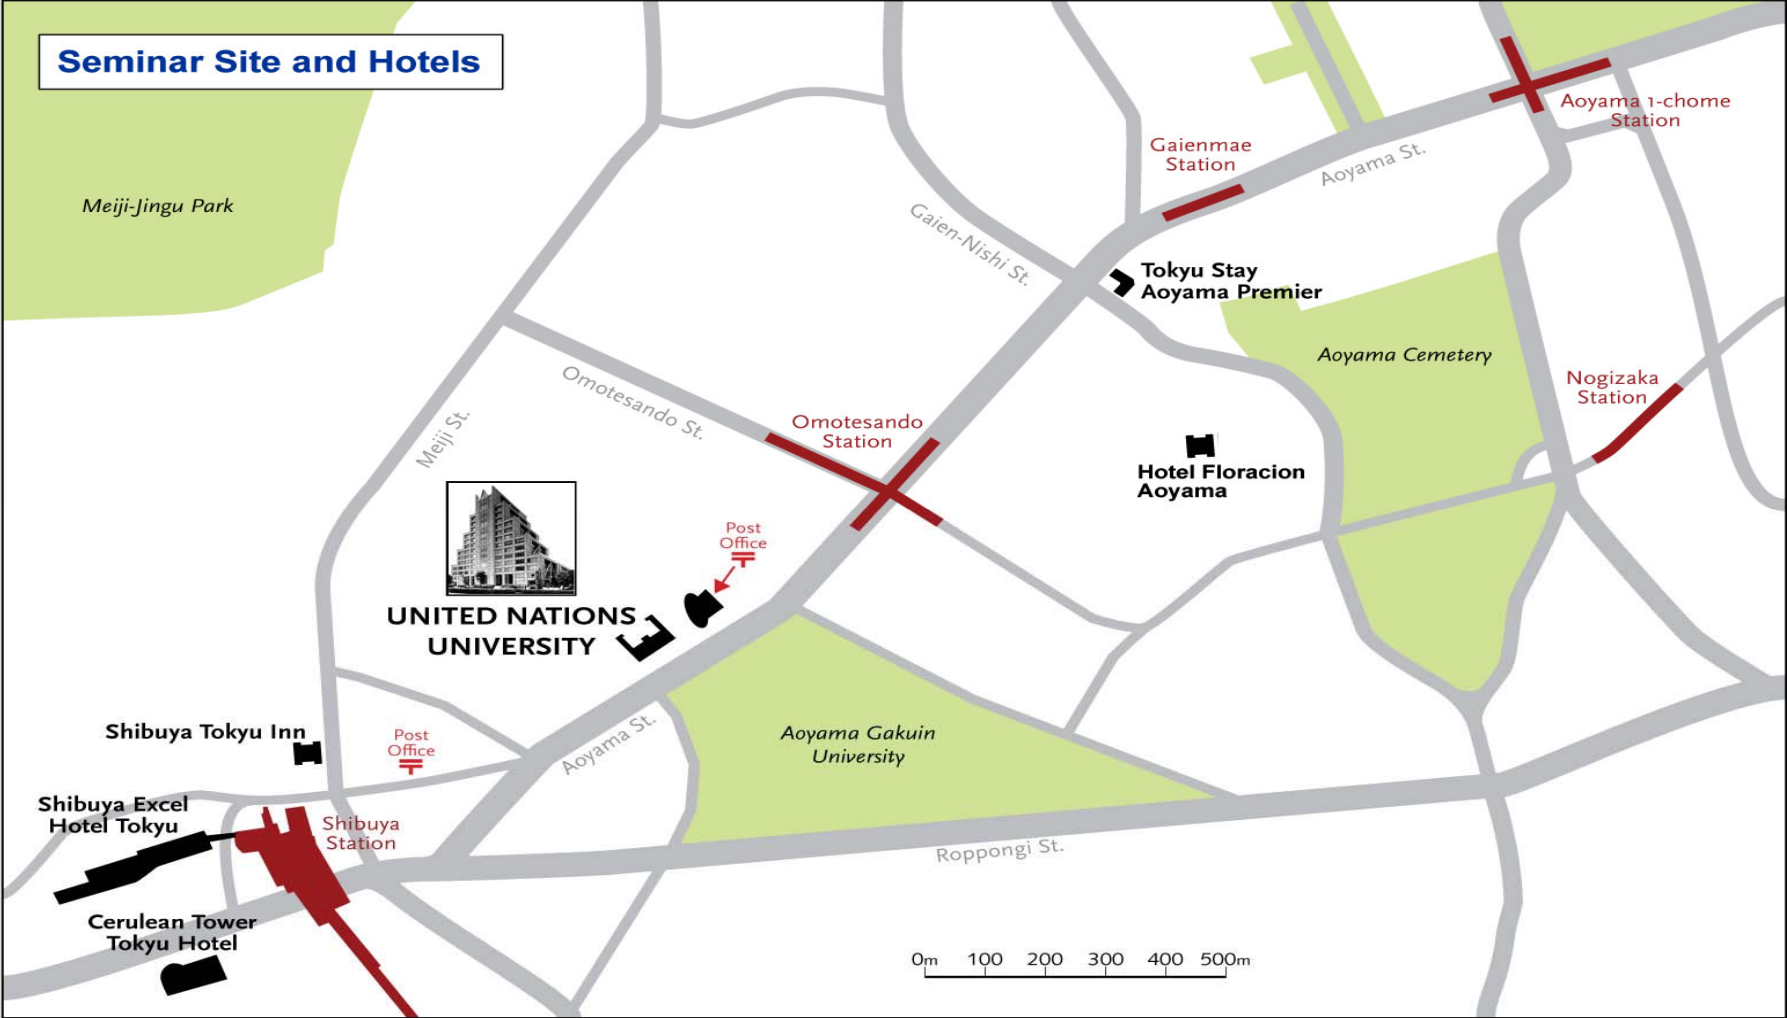 Seminar Site and Hotels
Meiji-Jingu Park
Aoyama 1-chome
Station
Gaienmae
Station
Aoyama St.
Gaien-Nishi St.
Tokyu Stay
Aoyama Premier
Aoyama Cemetery
Nogizaka
Station
Omotesando St.
Meiji St.
Omotesando
Station
Hotel Floracion
Aoyama
Post
Office
UNITED NATIONS
UNIVERSITY
Aoyama St.
Aoyama Gakuin
University
Shibuya Tokyu Inn
Post
Office
Shibuya Excel
Hotel Tokyu
Shibuya
Station
Roppongi St.
Cerulean Tower
Tokyu Hotel
0m 100 200 300 400 500m